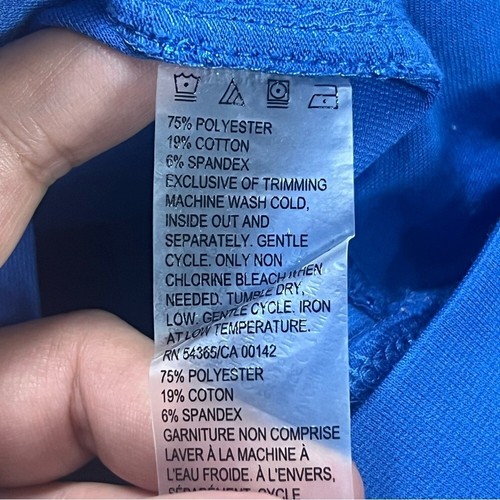 75% POLYESTER
19% COTTON
6% SPANDEX
EXCLUSIVE OF TRIMMING
MACHINE WASH COLD,
INSIDE OUT AND
SEPARATELY. GENTLE
CYCLE. ONLY NON
CHLORINE BLEACH WHEN
NEEDED. TUMBLE DRY,
LOW. GENTLE CYCLE. IRON
AT LOW TEMPERATURE.
RN 54365/CA 00142
75% POLYESTER
19% COTON
6% SPANDEX
GARNITURE NON COMPRISE
LAVER À LA MACHINE À
L'EAU FROIDE. À L'ENVERS,
SÉPARÉMENT. CYCLE